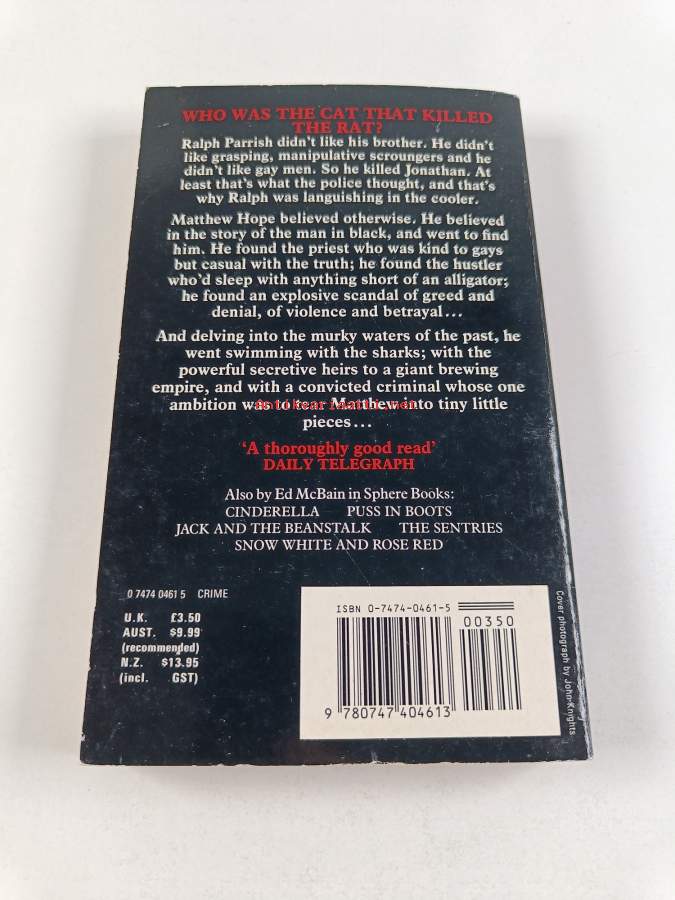 WHO WAS THE CAT THAT KILLED
THE RAT?
Ralph Parrish didn't like his brother. He didn't
like grasping, manipulative scroungers and he
didn't like gay men. So he killed Jonathan. At
least that's what the police thought, and that's
why Ralph was languishing in the cooler.
Matthew Hope believed otherwise. He believed
in the story of the man in black, and went to find
him. He found the priest who was kind to gays
but casual with the truth; he found the hustler
who'd sleep with anything short of an alligator;
he found an explosive scandal of greed and
denial, of violence and betrayal...
And delving into the murky waters of the past, he
went swimming with the sharks; with the
powerful secretive heirs to a giant brewing
empire, and with a convicted criminal whose one
ambition was to tear Matthew into tiny little
Antikvariaatti.net
pieces...
'A thoroughly good read'
DAILY TELEGRAPH
Also by Ed McBain in Sphere Books:
CINDERELLA PUSS IN BOOTS
JACK AND THE BEANSTALK THE SENTRIES
SNOW WHITE AND ROSE RED
0 7474 0461 5 CRIME
U.K. £3.50
AUST. $9.99
(recommended)
N.Z. $13.95
(incl. GST)
ISBN 0-7474-0461-5
00350
9 780747 404613
Cover photograph by John Knights